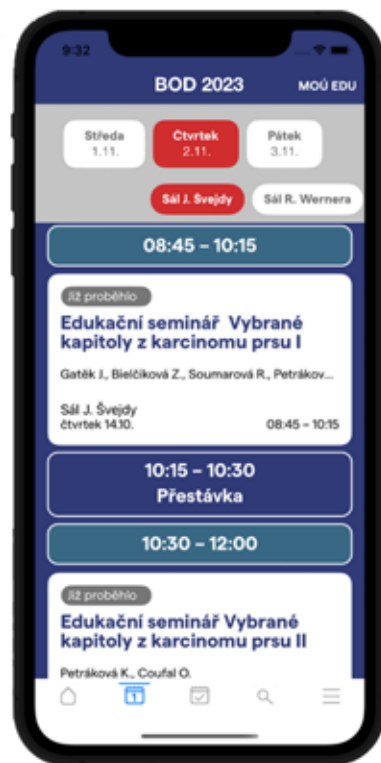 9:32
BOD 2023
MOÚ EDU
Středa
1.11.
Čtvrtek
2.11.
Pátek
3.11.
Sál J. Švejdy
Sál R. Wernera
08:45 – 10:15
Již proběhlo
Edukační seminář Vybrané
kapitoly z karcinomu prsu I
Gatěk J., Bielčiková Z., Soumarová R., Petrákov...
Sál J. Švejdy
čtvrtek 14.10.
08:45 – 10:15
10:15 – 10:30
Přestávka
10:30 – 12:00
Již proběhlo
Edukační seminář Vybrané
kapitoly z karcinomu prsu II
Petráková K., Coufal O.
1